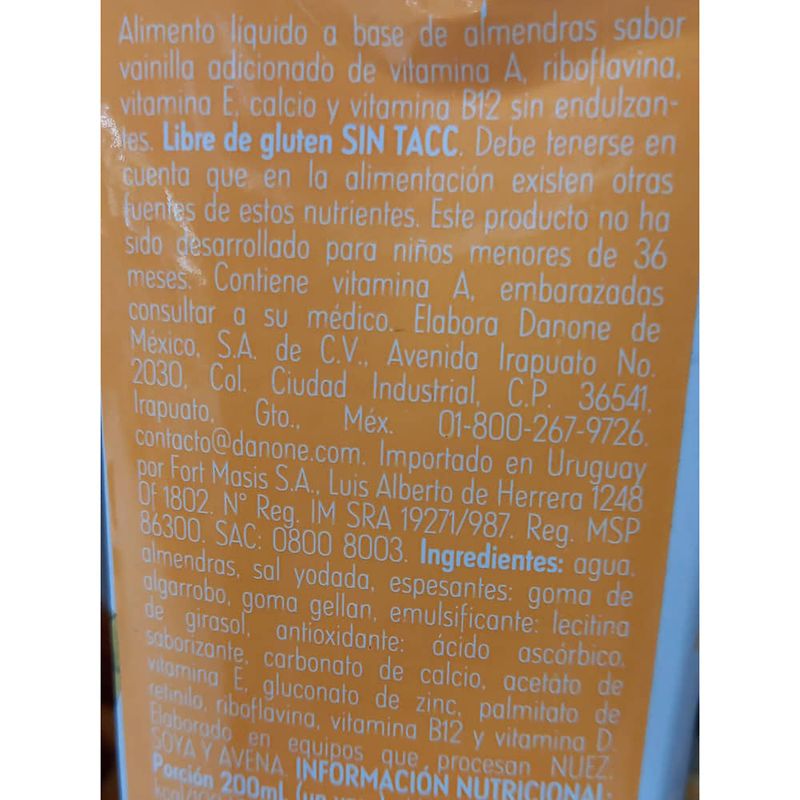 Alimento líquido a base de almendras sabor
vainilla adicionado de vitamina A, riboflavina,
vitamina E, calcio y vitamina B12 sin endulzan-
tes. Libre de gluten SIN TACC. Debe tenerse en
cuenta que en la alimentación existen otras
fuentes de estos nutrientes. Este producto no ha
sido desarrollado para niños menores de 36
meses. Contiene vitamina A, embarazadas
consultar a su médico. Elabora Danone de
México, S.A. de C.V., Avenida Irapuato No.
2030, Col. Ciudad Industrial, C.P. 36541,
Irapuato, Gto., Méx. 01-800-267-9726.
contacto@danone.com. Importado en Uruguay
por Fort Masis S.A., Luis Alberto de Herrera 1248
Of 1802. N° Reg. IM SRA 19271/987. Reg. MSP
86300. SAC: 0800 8003. Ingredientes: agua,
almendras, sal yodada, espesantes: goma de
algarrobo, goma gellan, emulsificante: lecitina
de girasol, antioxidante: ácido ascórbico,
saborizante, carbonato de calcio, acetato de
vitamina E, gluconato de zinc, palmitato de
retinilo, riboflavina, vitamina B12 y vitamina D.
Elaborado en equipos que procesan NUEZ,
SOYA Y AVENA. INFORMACIÓN NUTRICIONAL:
Porción 200ml